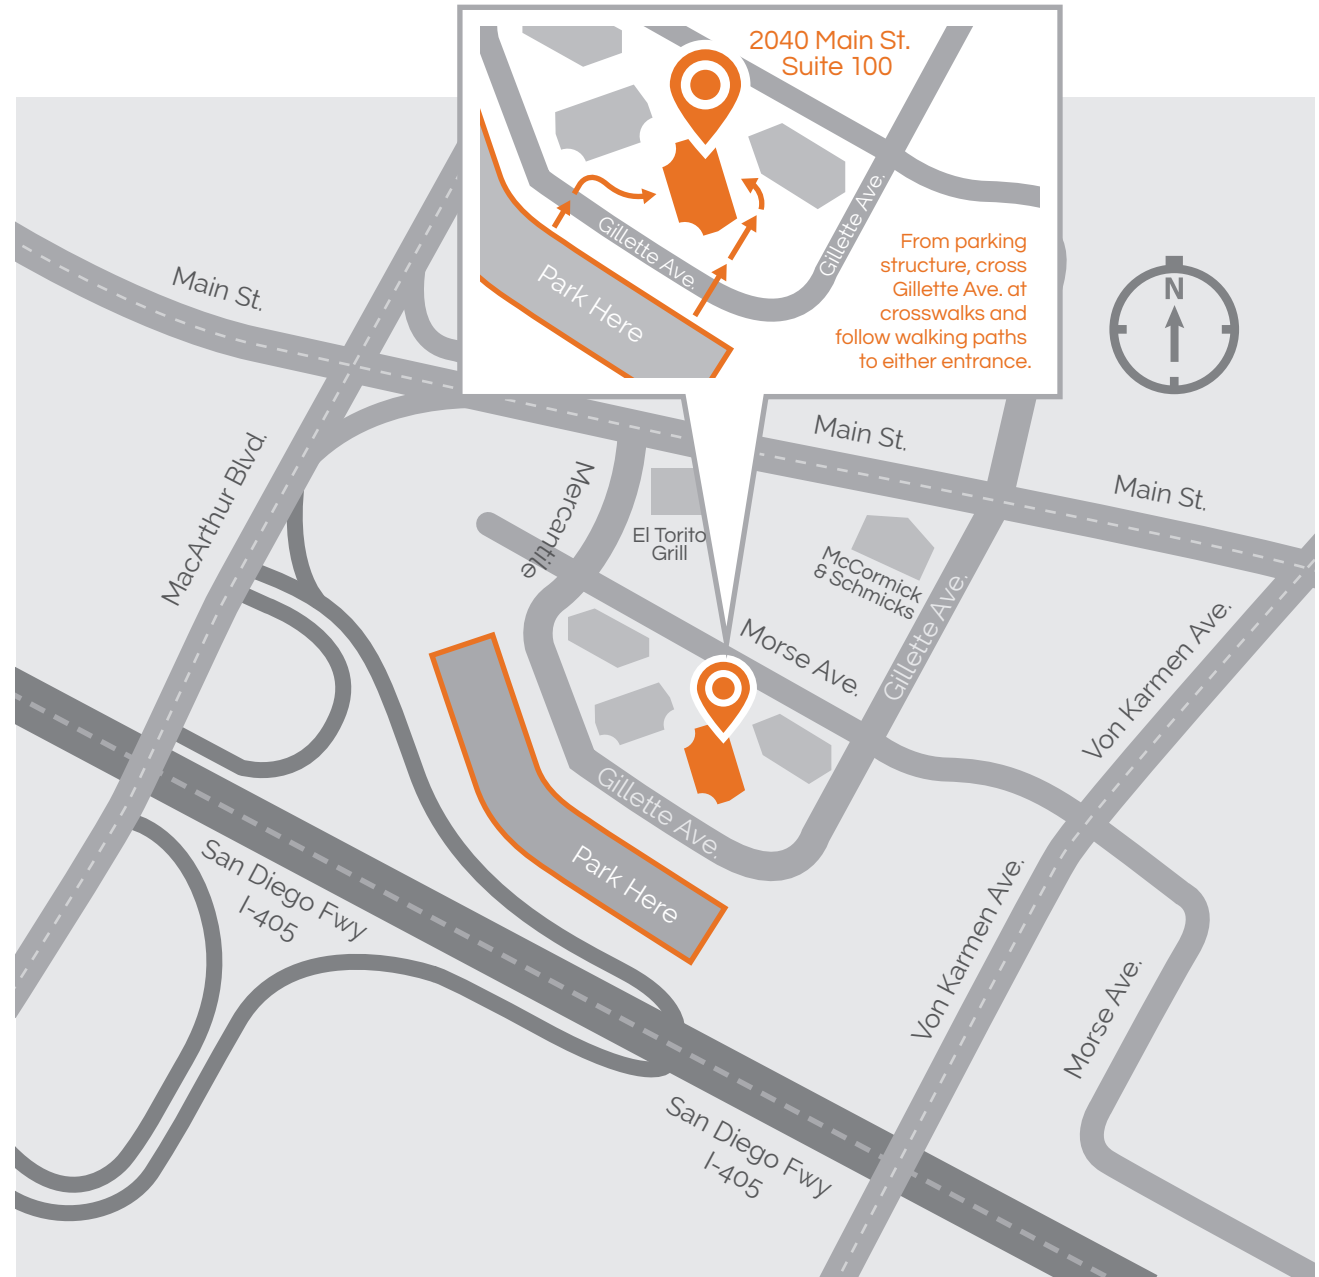 2040 Main St.
Suite 100
Gillette Ave.
Gillette Ave.
Park Here
From parking
structure, cross
Gillette Ave. at
crosswalks and
follow walking paths
to either entrance.
N
Main St.
Main St.
Main St.
MacArthur Blvd.
Mercantile
El Torito
Grill
McCormick
& Schmicks
Gillette Ave.
Morse Ave.
Von Karmen Ave.
Gillette Ave.
Park Here
San Diego Fwy
I-405
Von Karmen Ave.
Morse Ave.
San Diego Fwy
I-405